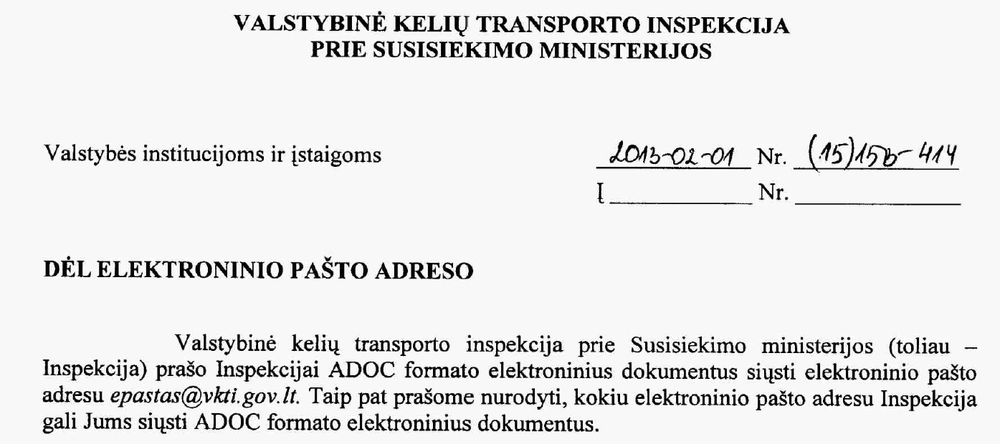 VALSTYBINĖ KELIŲ TRANSPORTO INSPEKCIJA
PRIE SUSISIEKIMO MINISTERIJOS
Valstybės institucijoms ir įstaigoms 2013-02-01 Nr. (15)15b-414
Į __________ Nr. __________
DĖL ELEKTRONINIO PAŠTO ADRESO
Valstybinė kelių transporto inspekcija prie Susisiekimo ministerijos (toliau –
Inspekcija) prašo Inspekcijai ADOC formato elektroninius dokumentus siųsti elektroninio pašto
adresu epastas@vkti.gov.lt. Taip pat prašome nurodyti, kokiu elektroninio pašto adresu Inspekcija
gali Jums siųsti ADOC formato elektroninius dokumentus.